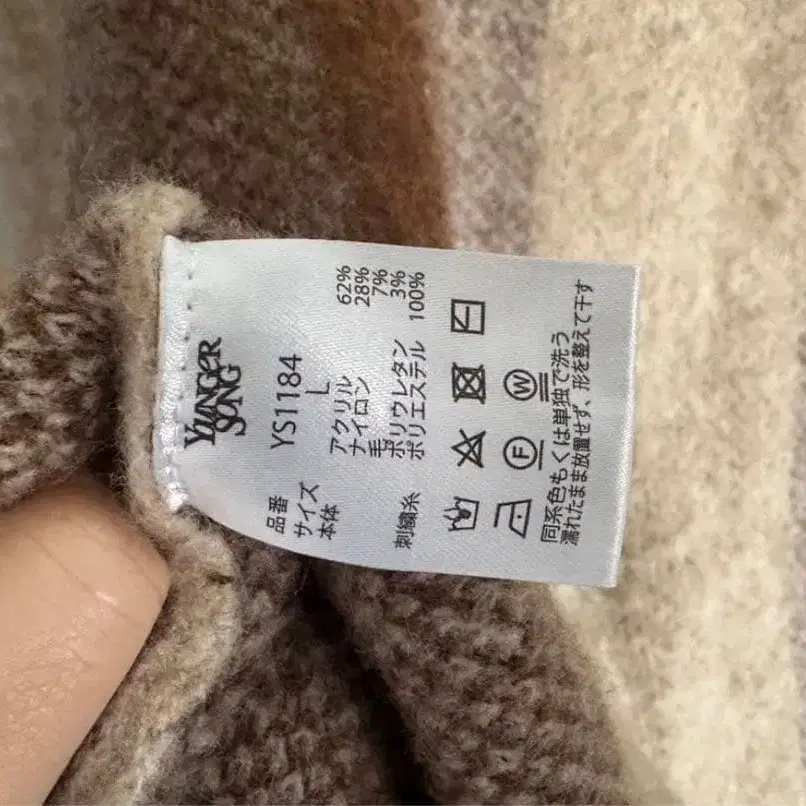 YUNGER
SONG
品番 YS1184
サイズ L
本体 アクリル 62%
ナイロン 28%
毛 7%
ポリウレタン 3%
刺繍糸 ポリエステル 100%
W
F
同系色もくは単独で洗う
濡れたまま放置せず、形を整えて干す